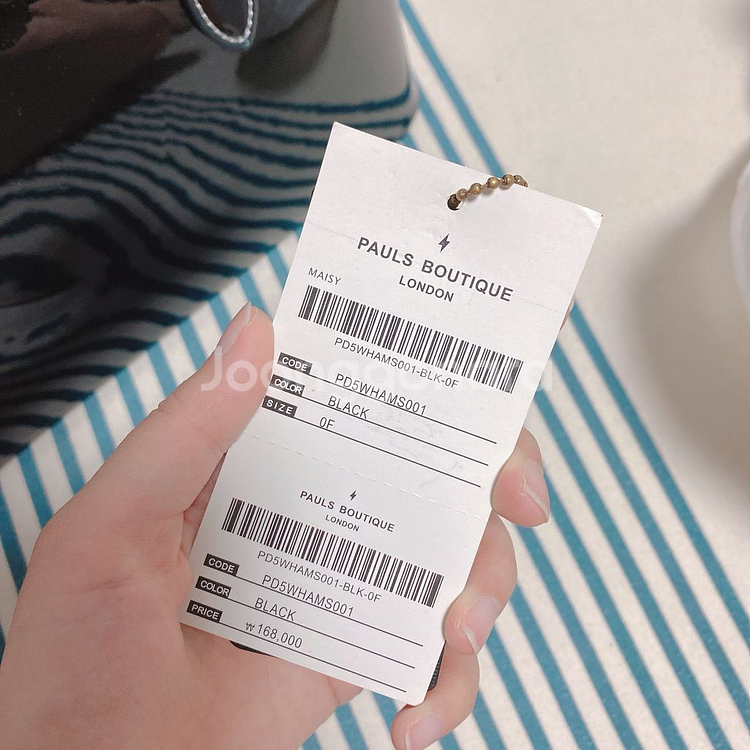 PAULS BOUTIQUE
LONDON
MAISY
PD5WHAMS001-BLK-0F
CODE PD5WHAMS001
COLOR BLACK
SIZE 0F
PAULS BOUTIQUE
LONDON
PD5WHAMS001-BLK-0F
CODE PD5WHAMS001
COLOR BLACK
PRICE ₩168,000